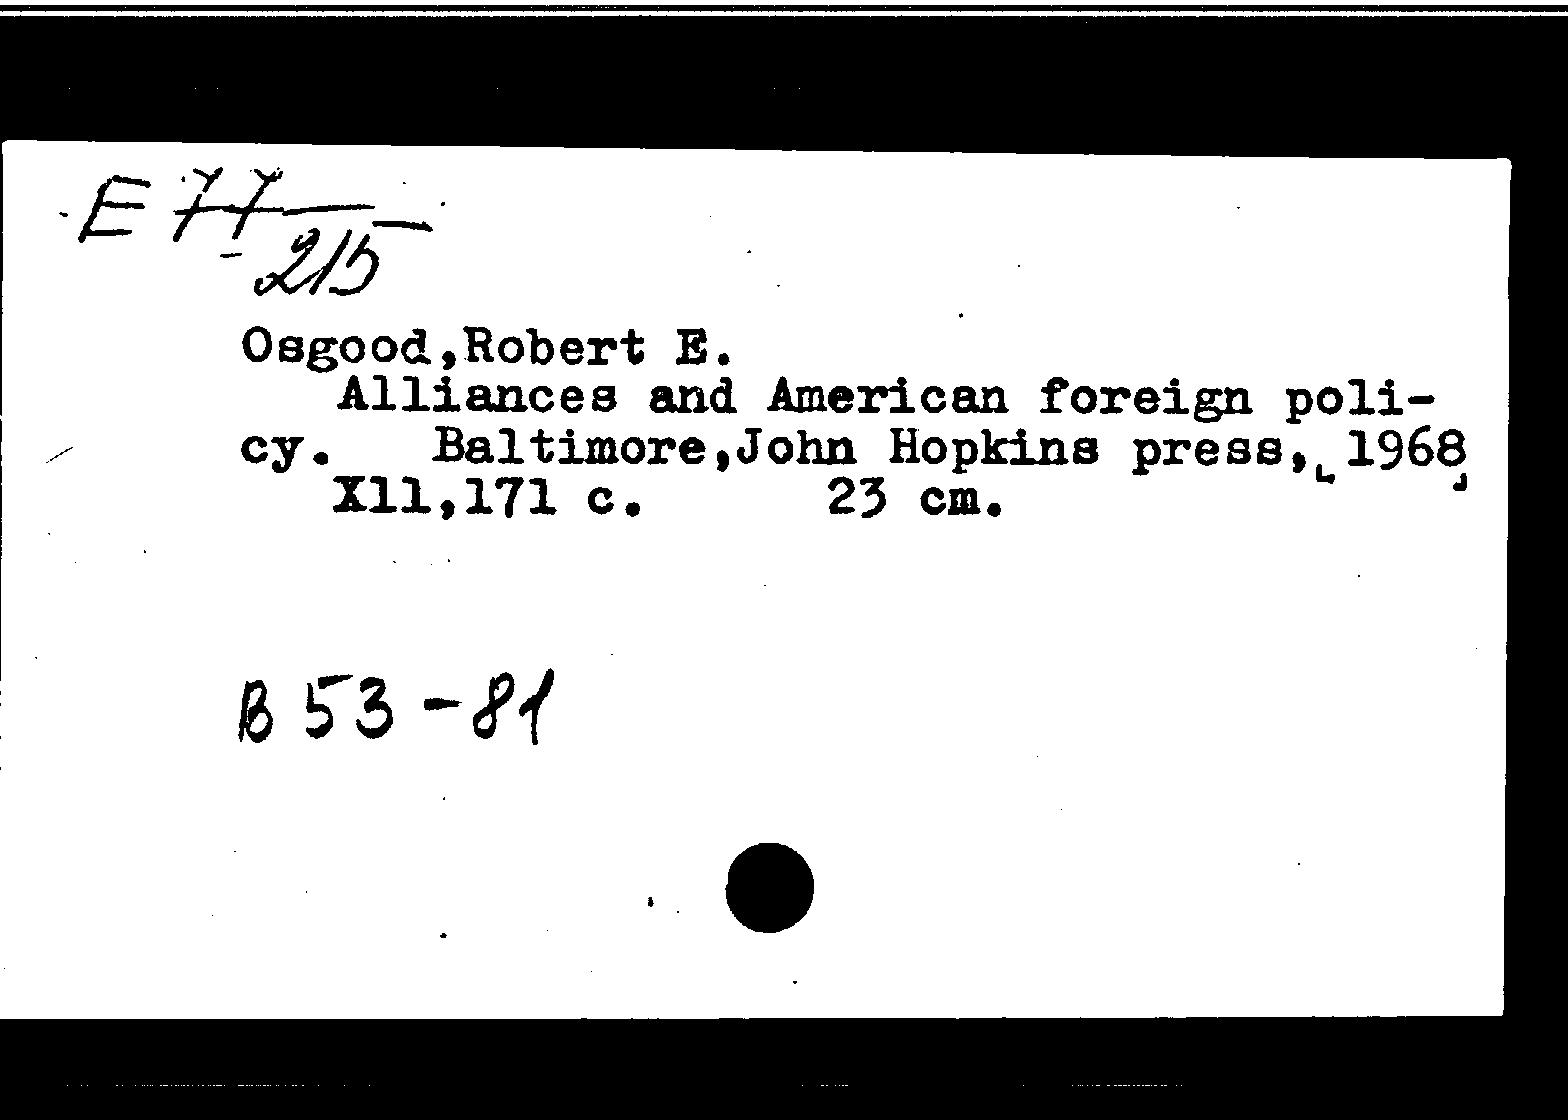 E 77
215
Osgood,Robert E.
Alliances and American foreign poli-
cy. Baltimore,John Hopkins press, [1968]
X11,171 c. 23 cm.
B 53-81